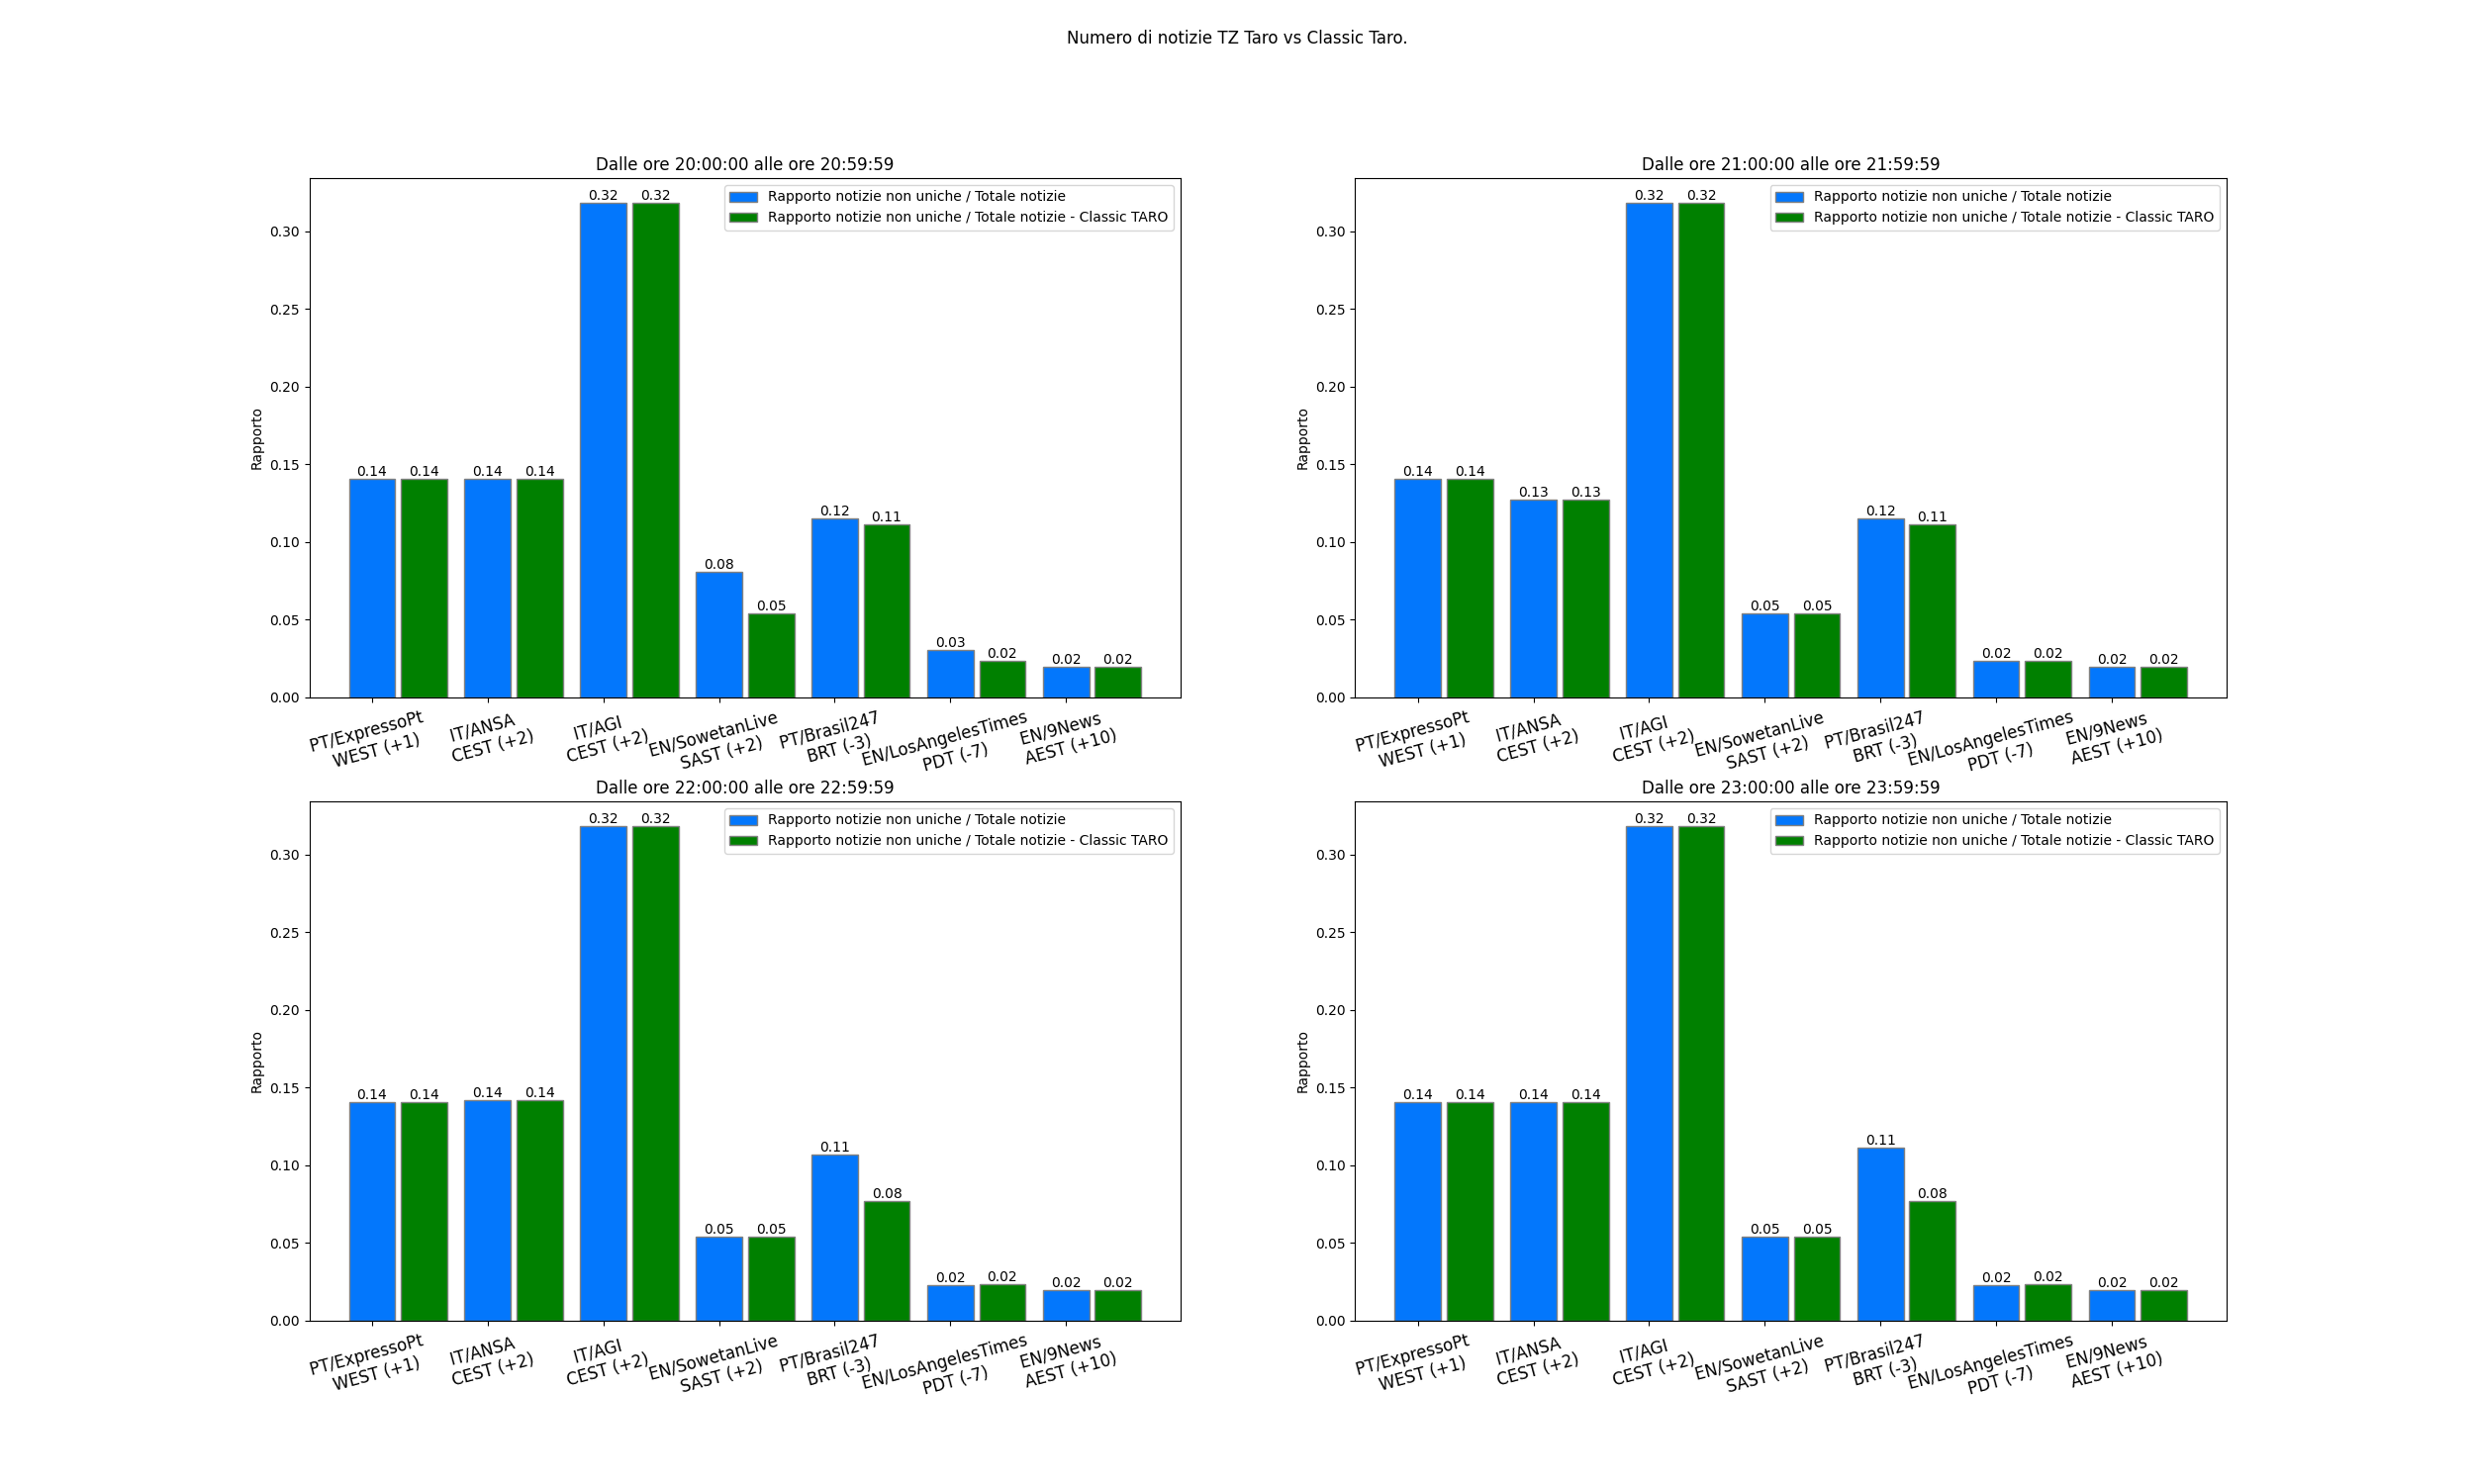 Numero di notizie TZ Taro vs Classic Taro.
Dalle ore 20:00:00 alle ore 20:59:59
Rapporto notizie non uniche / Totale notizie
Rapporto notizie non uniche / Totale notizie - Classic TARO
Rapporto
0.30
0.25
0.20
0.15
0.10
0.05
0.00
0.14 0.14 0.14 0.14 0.32 0.32 0.08 0.05 0.12 0.11 0.03 0.02 0.02 0.02
PT/ExpressoPt
WEST (+1)
IT/ANSA
CEST (+2)
IT/AGI
CEST (+2)
EN/SowetanLive
SAST (+2)
PT/Brasil247
BRT (-3)
EN/LosAngelesTimes
PDT (-7)
EN/9News
AEST (+10)
Dalle ore 21:00:00 alle ore 21:59:59
Rapporto notizie non uniche / Totale notizie
Rapporto notizie non uniche / Totale notizie - Classic TARO
Rapporto
0.30
0.25
0.20
0.15
0.10
0.05
0.00
0.14 0.14 0.13 0.13 0.32 0.32 0.05 0.05 0.12 0.11 0.02 0.02 0.02 0.02
PT/ExpressoPt
WEST (+1)
IT/ANSA
CEST (+2)
IT/AGI
CEST (+2)
EN/SowetanLive
SAST (+2)
PT/Brasil247
BRT (-3)
EN/LosAngelesTimes
PDT (-7)
EN/9News
AEST (+10)
Dalle ore 22:00:00 alle ore 22:59:59
Rapporto notizie non uniche / Totale notizie
Rapporto notizie non uniche / Totale notizie - Classic TARO
Rapporto
0.30
0.25
0.20
0.15
0.10
0.05
0.00
0.14 0.14 0.14 0.14 0.32 0.32 0.05 0.05 0.11 0.08 0.02 0.02 0.02 0.02
PT/ExpressoPt
WEST (+1)
IT/ANSA
CEST (+2)
IT/AGI
CEST (+2)
EN/SowetanLive
SAST (+2)
PT/Brasil247
BRT (-3)
EN/LosAngelesTimes
PDT (-7)
EN/9News
AEST (+10)
Dalle ore 23:00:00 alle ore 23:59:59
Rapporto notizie non uniche / Totale notizie
Rapporto notizie non uniche / Totale notizie - Classic TARO
Rapporto
0.30
0.25
0.20
0.15
0.10
0.05
0.00
0.14 0.14 0.14 0.14 0.32 0.32 0.05 0.05 0.11 0.08 0.02 0.02 0.02 0.02
PT/ExpressoPt
WEST (+1)
IT/ANSA
CEST (+2)
IT/AGI
CEST (+2)
EN/SowetanLive
SAST (+2)
PT/Brasil247
BRT (-3)
EN/LosAngelesTimes
PDT (-7)
EN/9News
AEST (+10)